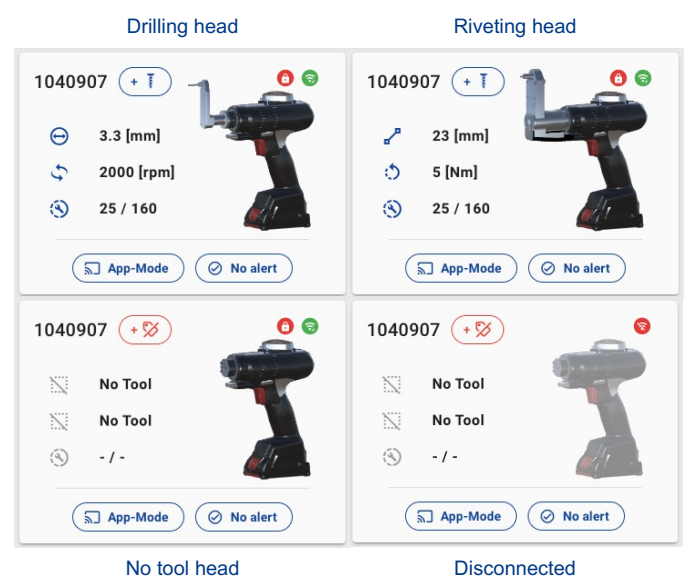 Drilling head
Riveting head
1040907 +
3.3 [mm]
2000 [rpm]
25 / 160
App-Mode
No alert
1040907 +
23 [mm]
5 [Nm]
25 / 160
App-Mode
No alert
1040907 +
No Tool
No Tool
- / -
App-Mode
No alert
1040907 +
No Tool
No Tool
- / -
App-Mode
No alert
No tool head
Disconnected